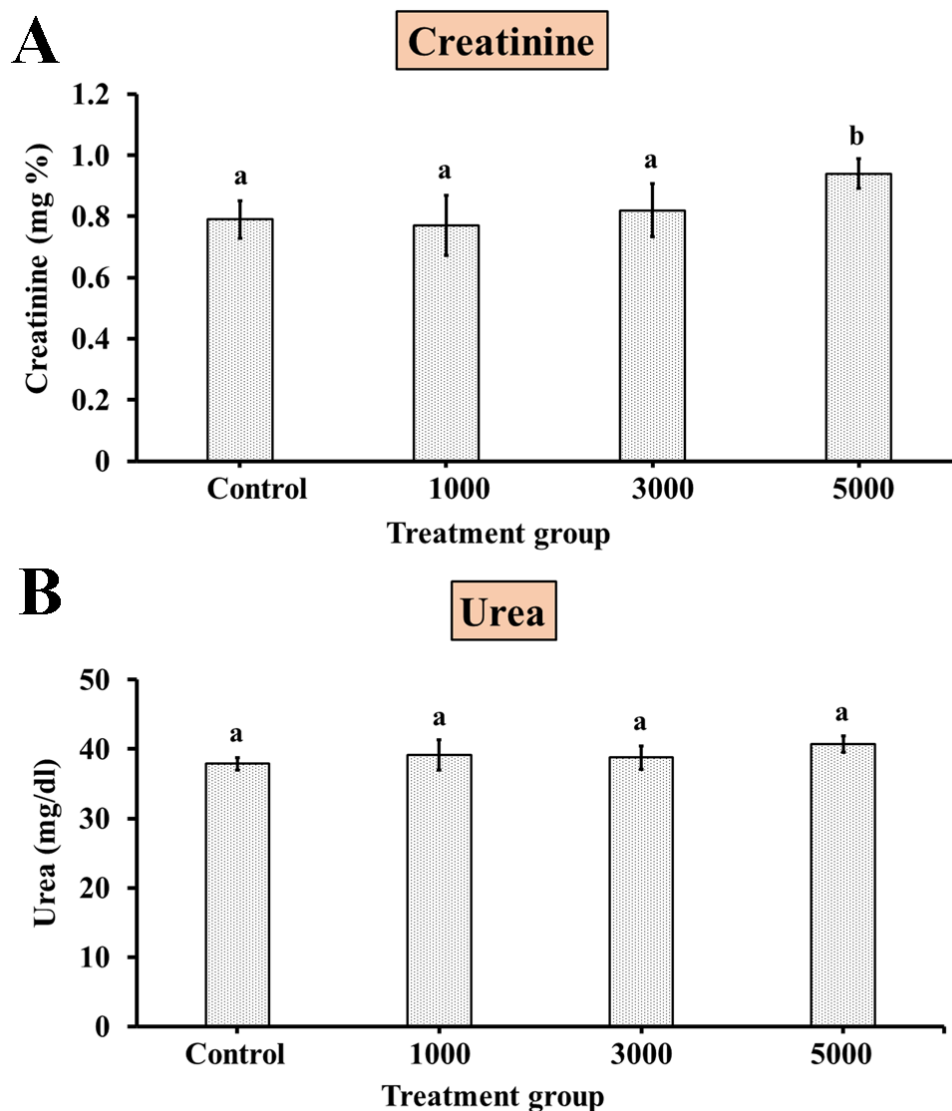 A
Creatinine
1.2
1.0
0.8
0.6
0.4
0.2
0
Creatinine (mg %)
a
a
a
b
Control 1000 3000 5000
Treatment group
B
Urea
50
40
30
20
10
0
Urea (mg/dl)
a
a
a
a
Control 1000 3000 5000
Treatment group